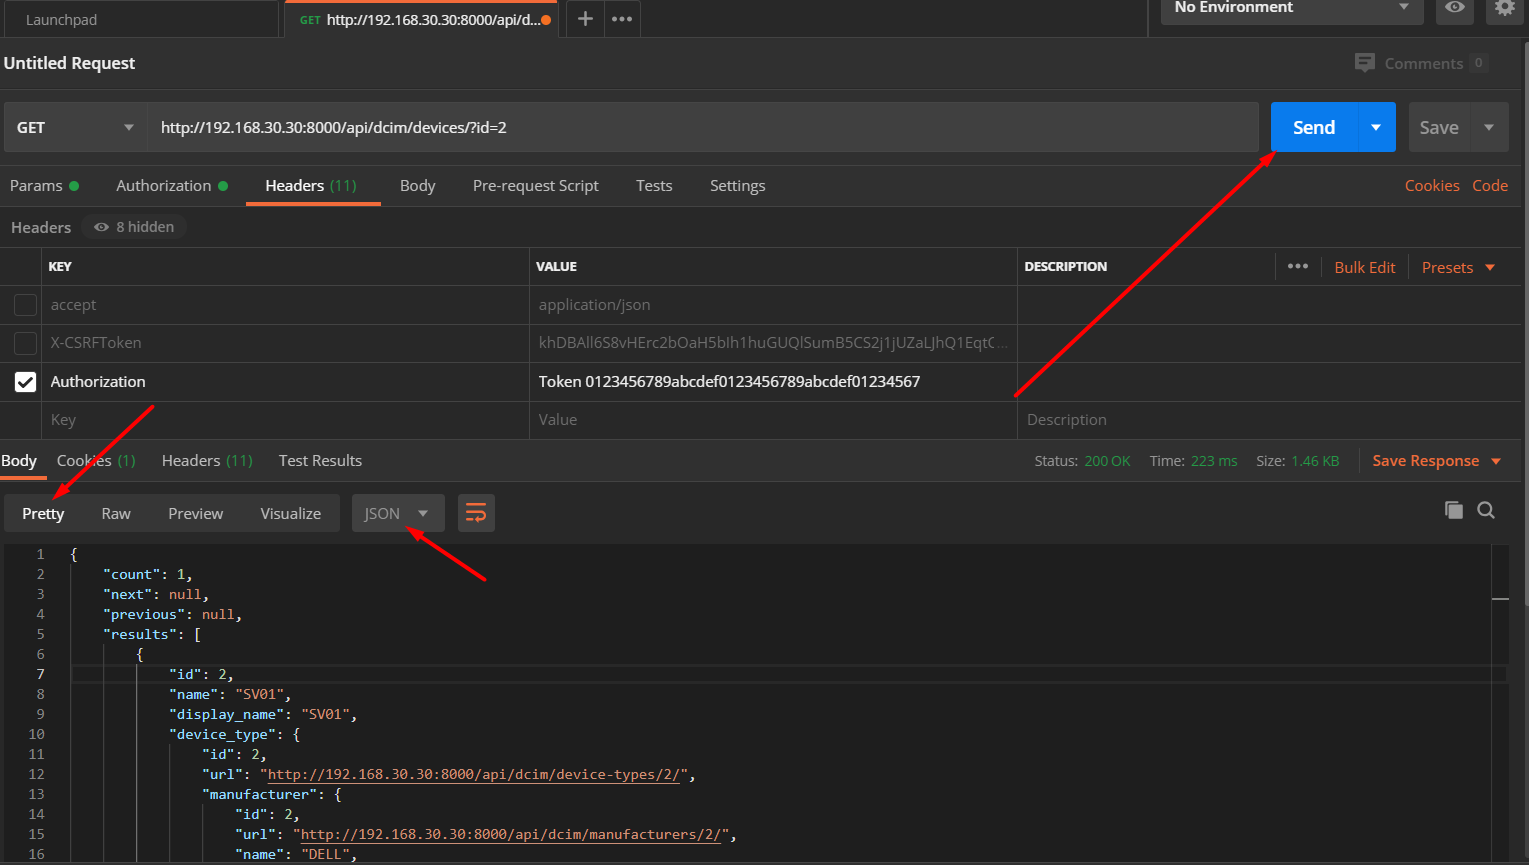 Launchpad GET http://192.168.30.30:8000/api/d... No Environment
Untitled Request Comments 0
GET http://192.168.30.30:8000/api/dcim/devices/?id=2 Send Save
Params Authorization Headers (11) Body Pre-request Script Tests Settings Cookies Code
Headers 8 hidden
KEY VALUE DESCRIPTION Bulk Edit Presets
accept application/json
X-CSRFToken
Authorization Token 0123456789abcdef0123456789abcdef01234567
Key Value Description
Body Cookies (1) Headers (11) Test Results Status: 200 OK Time: 223 ms Size: 1.46 KB Save Response
Pretty Raw Preview Visualize JSON
1 {
2 "count": 1,
3 "next": null,
4 "previous": null,
5 "results": [
6 {
7 "id": 2,
8 "name": "SV01",
9 "display_name": "SV01",
10 "device_type": {
11 "id": 2,
12 "url": "http://192.168.30.30:8000/api/dcim/device-types/2/",
13 "manufacturer": {
14 "id": 2,
15 "url": "http://192.168.30.30:8000/api/dcim/manufacturers/2/",
16 "name": "DELL",